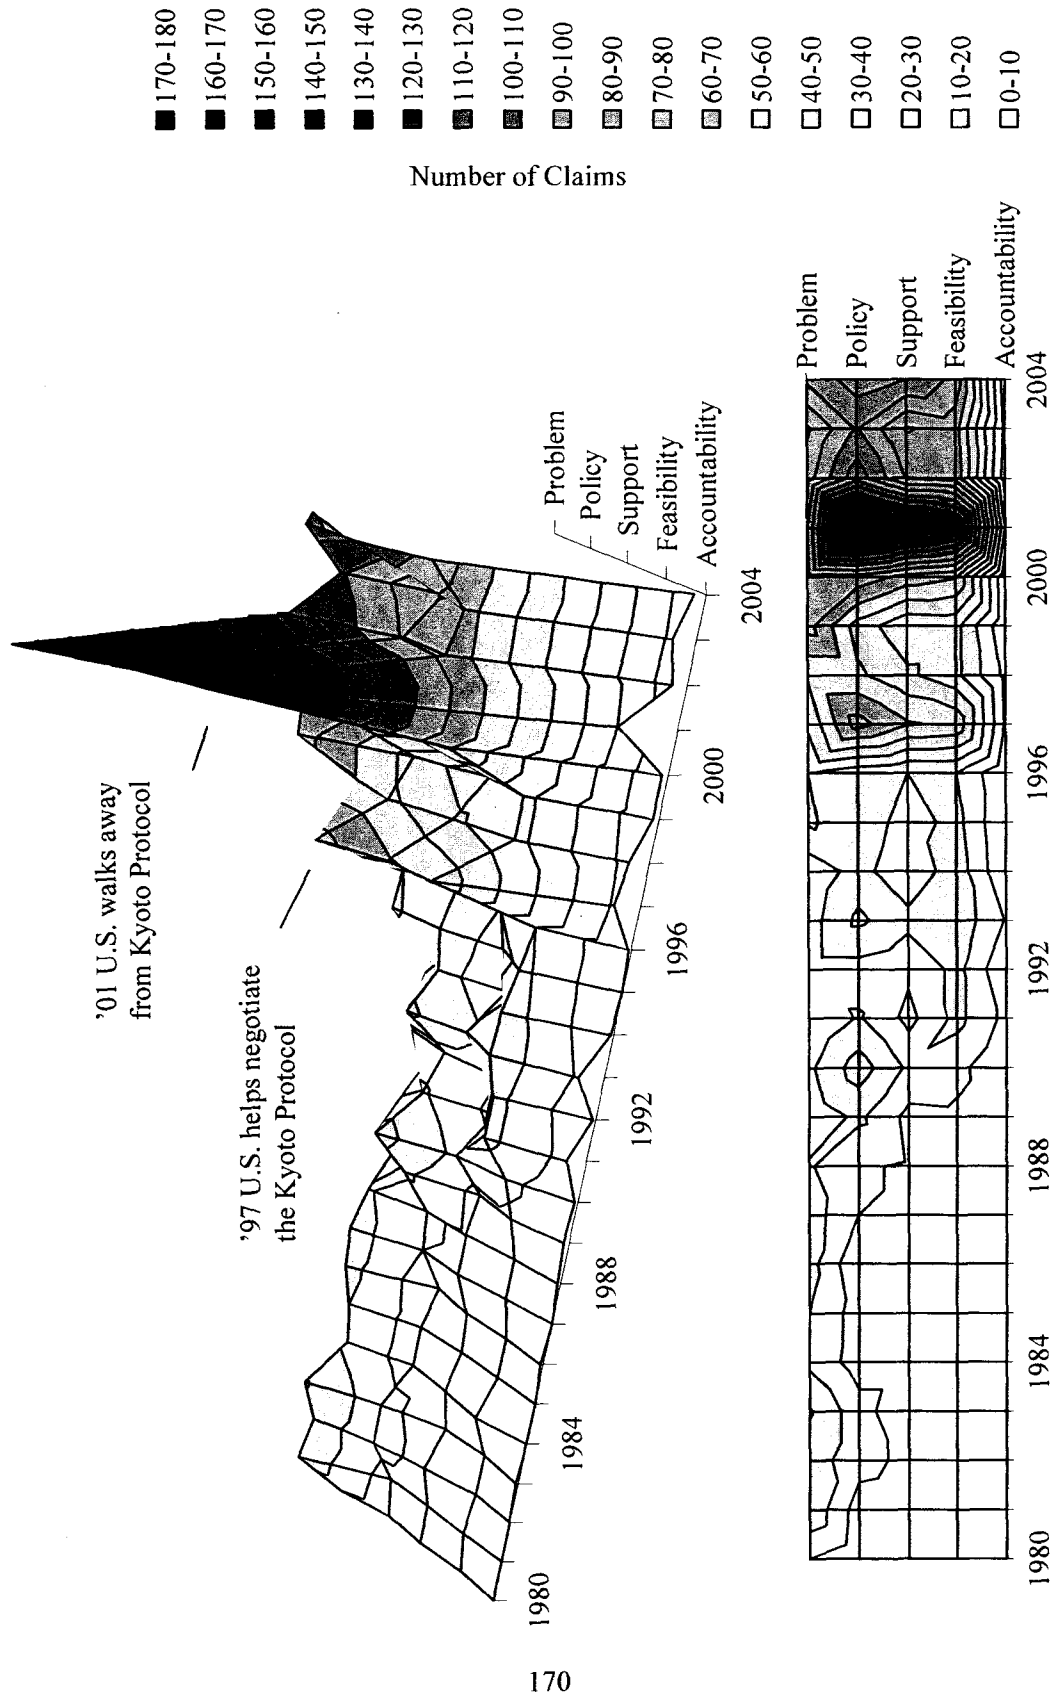 '01 U.S. walks away
from Kyoto Protocol
'97 U.S. helps negotiate
the Kyoto Protocol
Problem
Policy
Support
Feasibility
Accountability
1980
1984
1988
1992
1996
2000
2004
Number of Claims
170-180
160-170
150-160
140-150
130-140
120-130
110-120
100-110
90-100
80-90
70-80
60-70
50-60
40-50
30-40
20-30
10-20
0-10
Problem
Policy
Support
Feasibility
Accountability
1980
1984
1988
1992
1996
2000
2004
170